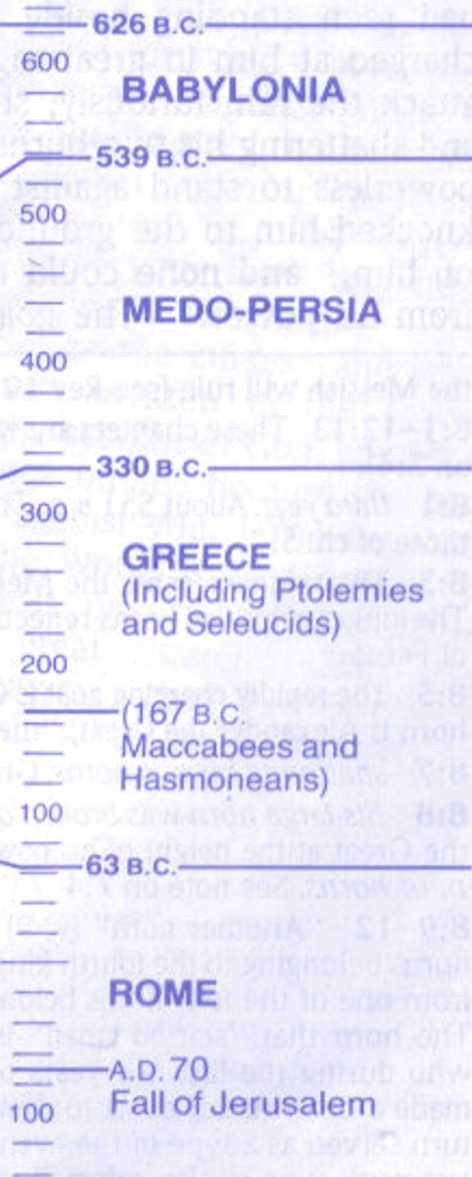 626 B.C.
600
BABYLONIA
539 B.C.
500
MEDO-PERSIA
400
330 B.C.
300
GREECE
(Including Ptolemies
and Seleucids)
200
(167 B.C.
Maccabees and
Hasmoneans)
100
63 B.C.
ROME
A.D. 70
Fall of Jerusalem
100